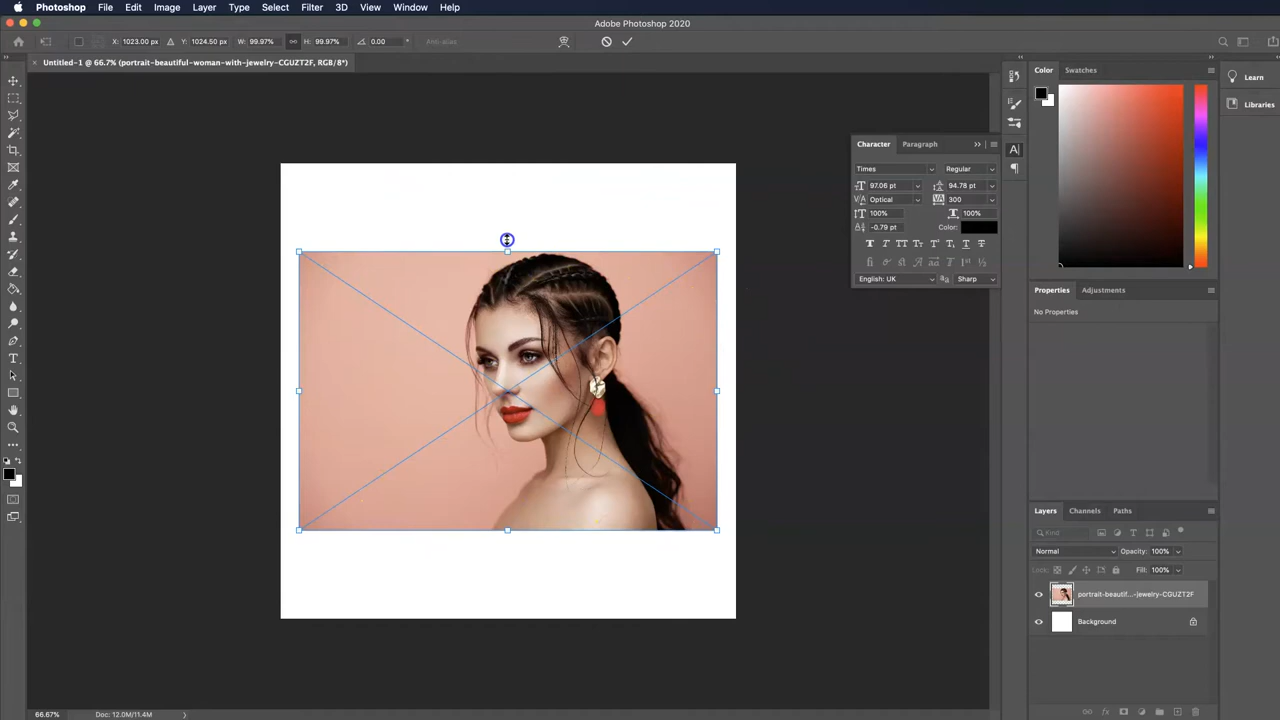 Photoshop File Edit Image Layer Type Select Filter 3D View Window Help
Adobe Photoshop 2020
X: 1023.00 px Y: 1024.50 px W: 99.97% H: 99.97% 0.00 ° Anti-alias
Untitled-1 @ 66.7% (portrait-beautiful-woman-with-jewelry-CGUZT2F, RGB/8*)
Color Swatches
Learn
Libraries
Character Paragraph
Times Regular
97.06 pt 94.78 pt
Optical 300
100% 100%
-0.79 pt Color:
English: UK Sharp
Properties Adjustments
No Properties
Layers Channels Paths
Kind
Normal Opacity: 100%
Lock: Fill: 100%
portrait-beautif...-jewelry-CGUZT2F
Background
66.67% Doc: 12.0M/11.4M